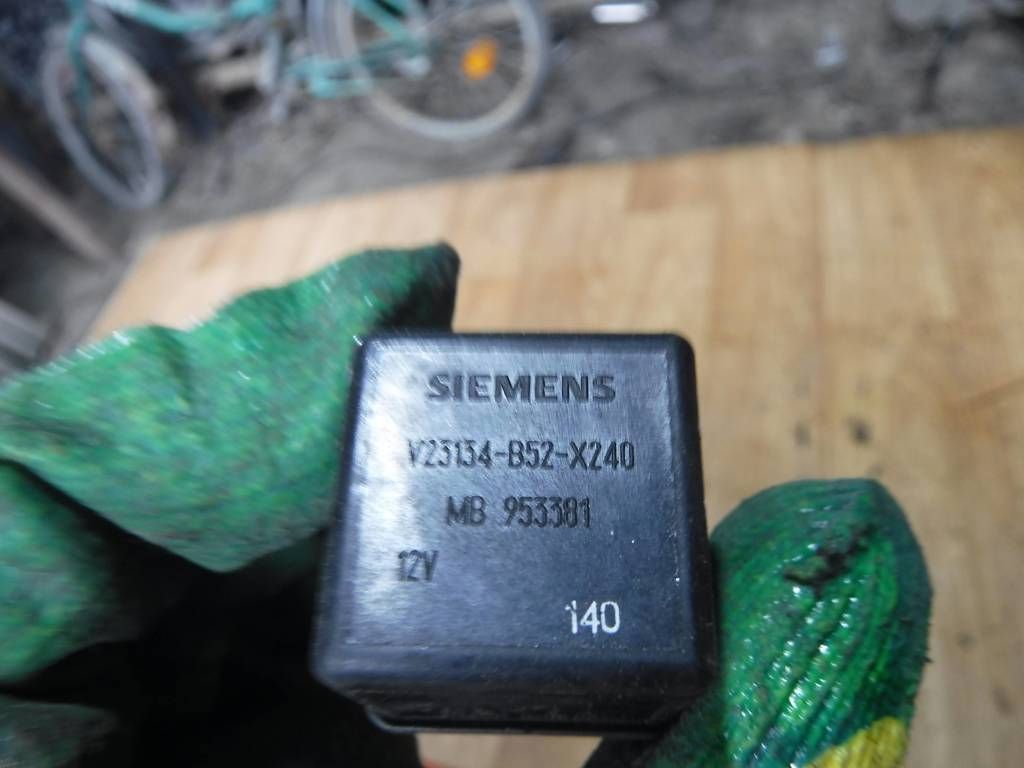 SIEMENS
V23134-B52-X240
MB 953381
12V
140